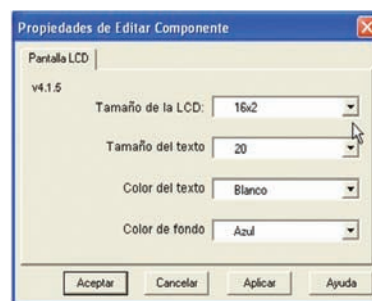 Propiedades de Editar Componente
Pantalla LCD
v4.1.5
Tamaño de la LCD: 16x2
Tamaño del texto 20
Color del texto Blanco
Color de fondo Azul
Aceptar Cancelar Aplicar Ayuda